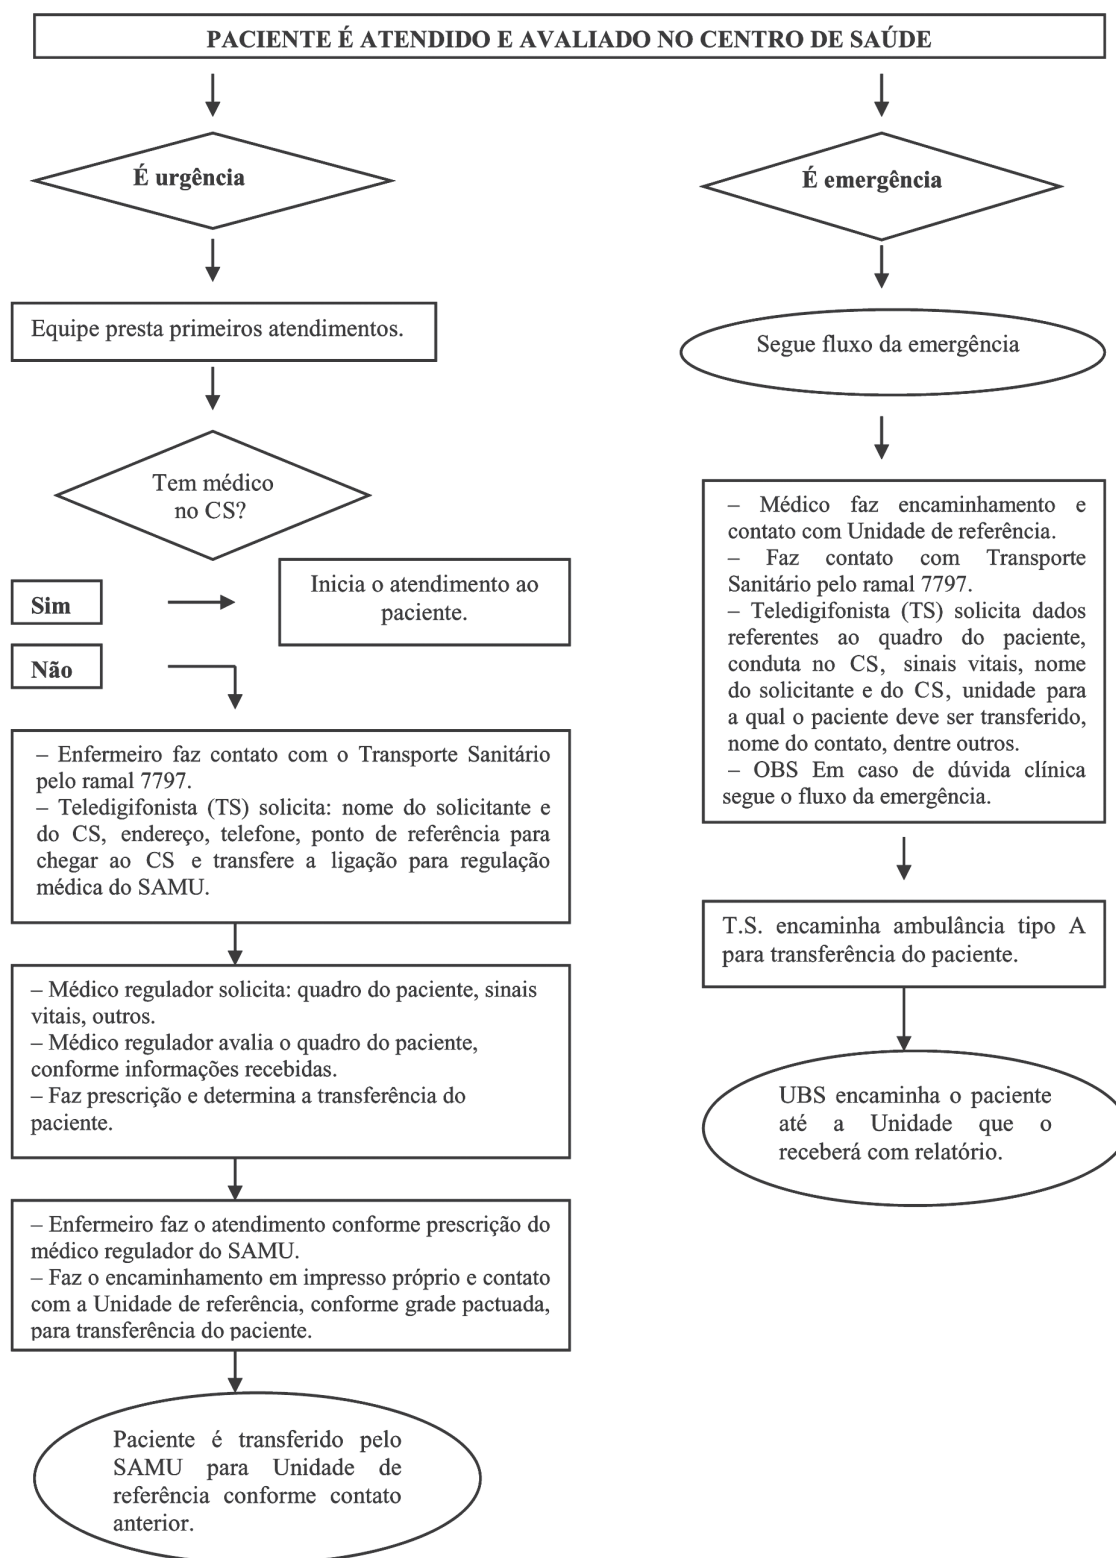 PACIENTE É ATENDIDO E AVALIADO NO CENTRO DE SAÚDE
É urgência
Equipe presta primeiros atendimentos.
Tem médico
no CS?
Sim
Inicia o atendimento ao
paciente.
Não
– Enfermeiro faz contato com o Transporte Sanitário
pelo ramal 7797.
– Teledigifonista (TS) solicita: nome do solicitante e
do CS, endereço, telefone, ponto de referência para
chegar ao CS e transfere a ligação para regulação
médica do SAMU.
– Médico regulador solicita: quadro do paciente, sinais
vitais, outros.
– Médico regulador avalia o quadro do paciente,
conforme informações recebidas.
– Faz prescrição e determina a transferência do
paciente.
– Enfermeiro faz o atendimento conforme prescrição do
médico regulador do SAMU.
– Faz o encaminhamento em impresso próprio e contato
com a Unidade de referência, conforme grade pactuada,
para transferência do paciente.
Paciente é transferido pelo
SAMU para Unidade de
referência conforme contato
anterior.
É emergência
Segue fluxo da emergência
– Médico faz encaminhamento e
contato com Unidade de referência.
– Faz contato com Transporte
Sanitário pelo ramal 7797.
– Teledigifonista (TS) solicita dados
referentes ao quadro do paciente,
conduta no CS, sinais vitais, nome
do solicitante e do CS, unidade para
a qual o paciente deve ser transferido,
nome do contato, dentre outros.
– OBS Em caso de dúvida clínica
segue o fluxo da emergência.
T.S. encaminha ambulância tipo A
para transferência do paciente.
UBS encaminha o paciente
até a Unidade que o
receberá com relatório.